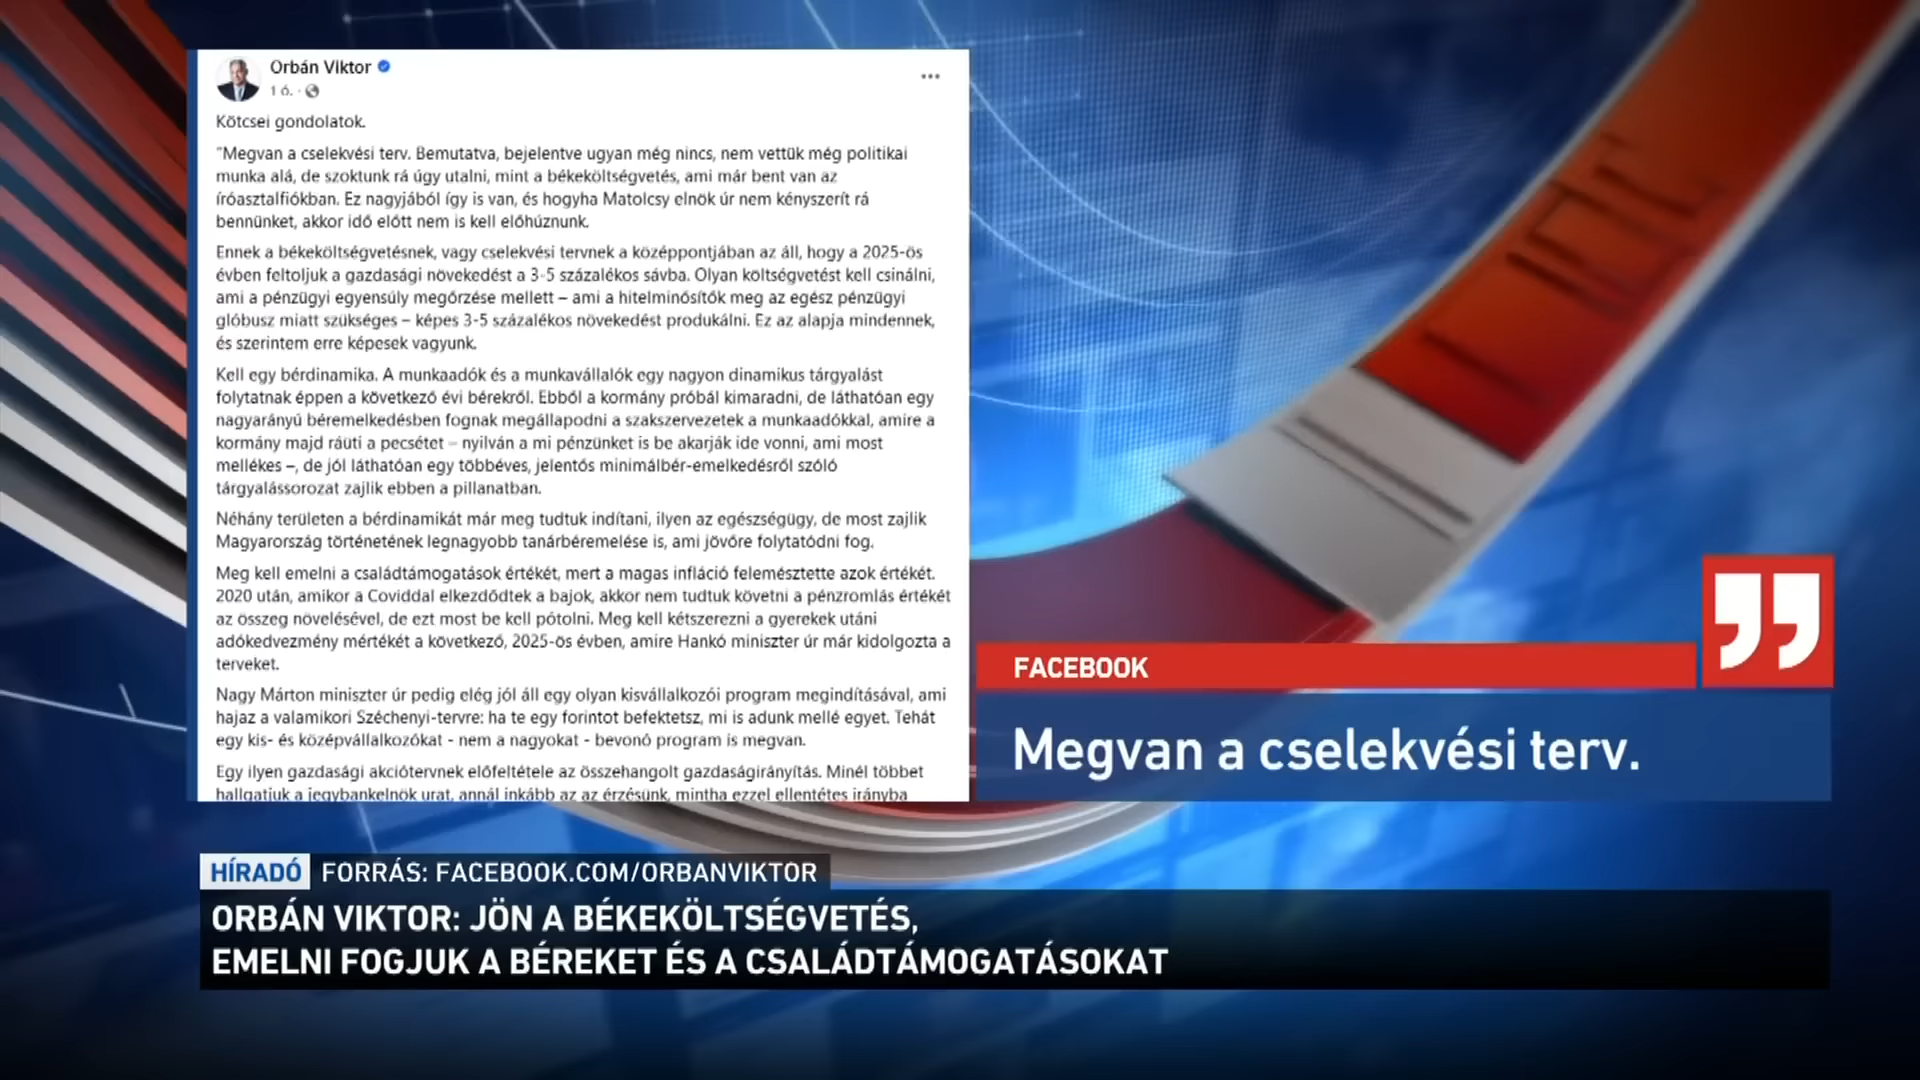 Orbán Viktor
1 ó.
Kötcsei gondolatok.
"Megvan a cselekvési terv. Bemutatva, bejelentve ugyan még nincs, nem vettük még politikai
munka alá, de szoktunk rá úgy utalni, mint a békeköltségvetés, ami már bent van az
íróasztalfiókban. Ez nagyjából így is van, és hogyha Matolcsy elnök úr nem kényszerít rá
bennünket, akkor idő előtt nem is kell előhúznunk.
Ennek a békeköltségvetésnek, vagy cselekvési tervnek a középpontjában az áll, hogy a 2025-ös
évben feltoljuk a gazdasági növekedést a 3-5 százalékos sávba. Olyan költségvetést kell csinálni,
ami a pénzügyi egyensúly megőrzése mellett – ami a hitelminősítők meg az egész pénzügyi
glóbusz miatt szükséges – képes 3-5 százalékos növekedést produkálni. Ez az alapja mindennek,
és szerintem erre képesek vagyunk.
Kell egy bérdinamika. A munkaadók és a munkavállalók egy nagyon dinamikus tárgyalást
folytatnak éppen a következő évi bérekről. Ebből a kormány próbál kimaradni, de láthatóan egy
nagyarányú béremelkedésben fognak megállapodni a szakszervezetek a munkaadókkal, amire a
kormány majd ráüti a pecsétet – nyilván a mi pénzünket is be akarják ide vonni, ami most
mellékes –, de jól láthatóan egy többéves, jelentős minimálbér-emelkedésről szóló
tárgyalássorozat zajlik ebben a pillanatban.
Néhány területen a bérdinamikát már meg tudtuk indítani, ilyen az egészségügy, de most zajlik
Magyarország történetének legnagyobb tanárbéremelése is, ami jövőre folytatódni fog.
Meg kell emelni a családtámogatások értékét, mert a magas infláció felemésztette azok értékét.
2020 után, amikor a Coviddal elkezdődtek a bajok, akkor nem tudtuk követni a pénzromlás értékét
az összeg növelésével, de ezt most be kell pótolni. Meg kell kétszerezni a gyerekek utáni
adókedvezmény mértékét a következő, 2025-ös évben, amire Hankó miniszter úr már kidolgozta a
terveket.
Nagy Márton miniszter úr pedig elég jól áll egy olyan kisvállalkozói program megindításával, ami
hajaz a valamikori Széchenyi-tervre: ha te egy forintot befektetsz, mi is adunk mellé egyet. Tehát
egy kis- és középvállalkozókat - nem a nagyokat - bevonó program is megvan.
Egy ilyen gazdasági akciótervnek előfeltétele az összehangolt gazdaságirányítás. Minél többet
hallgatjuk a jegybankelnök urat, annál inkább az az érzésünk, mintha ezzel ellentétes irányba
FACEBOOK
Megvan a cselekvési terv.
HÍRADÓ FORRÁS: FACEBOOK.COM/ORBANVIKTOR
ORBÁN VIKTOR: JÖN A BÉKEKÖLTSÉGVETÉS,
EMELNI FOGJUK A BÉREKET ÉS A CSALÁDTÁMOGATÁSOKAT